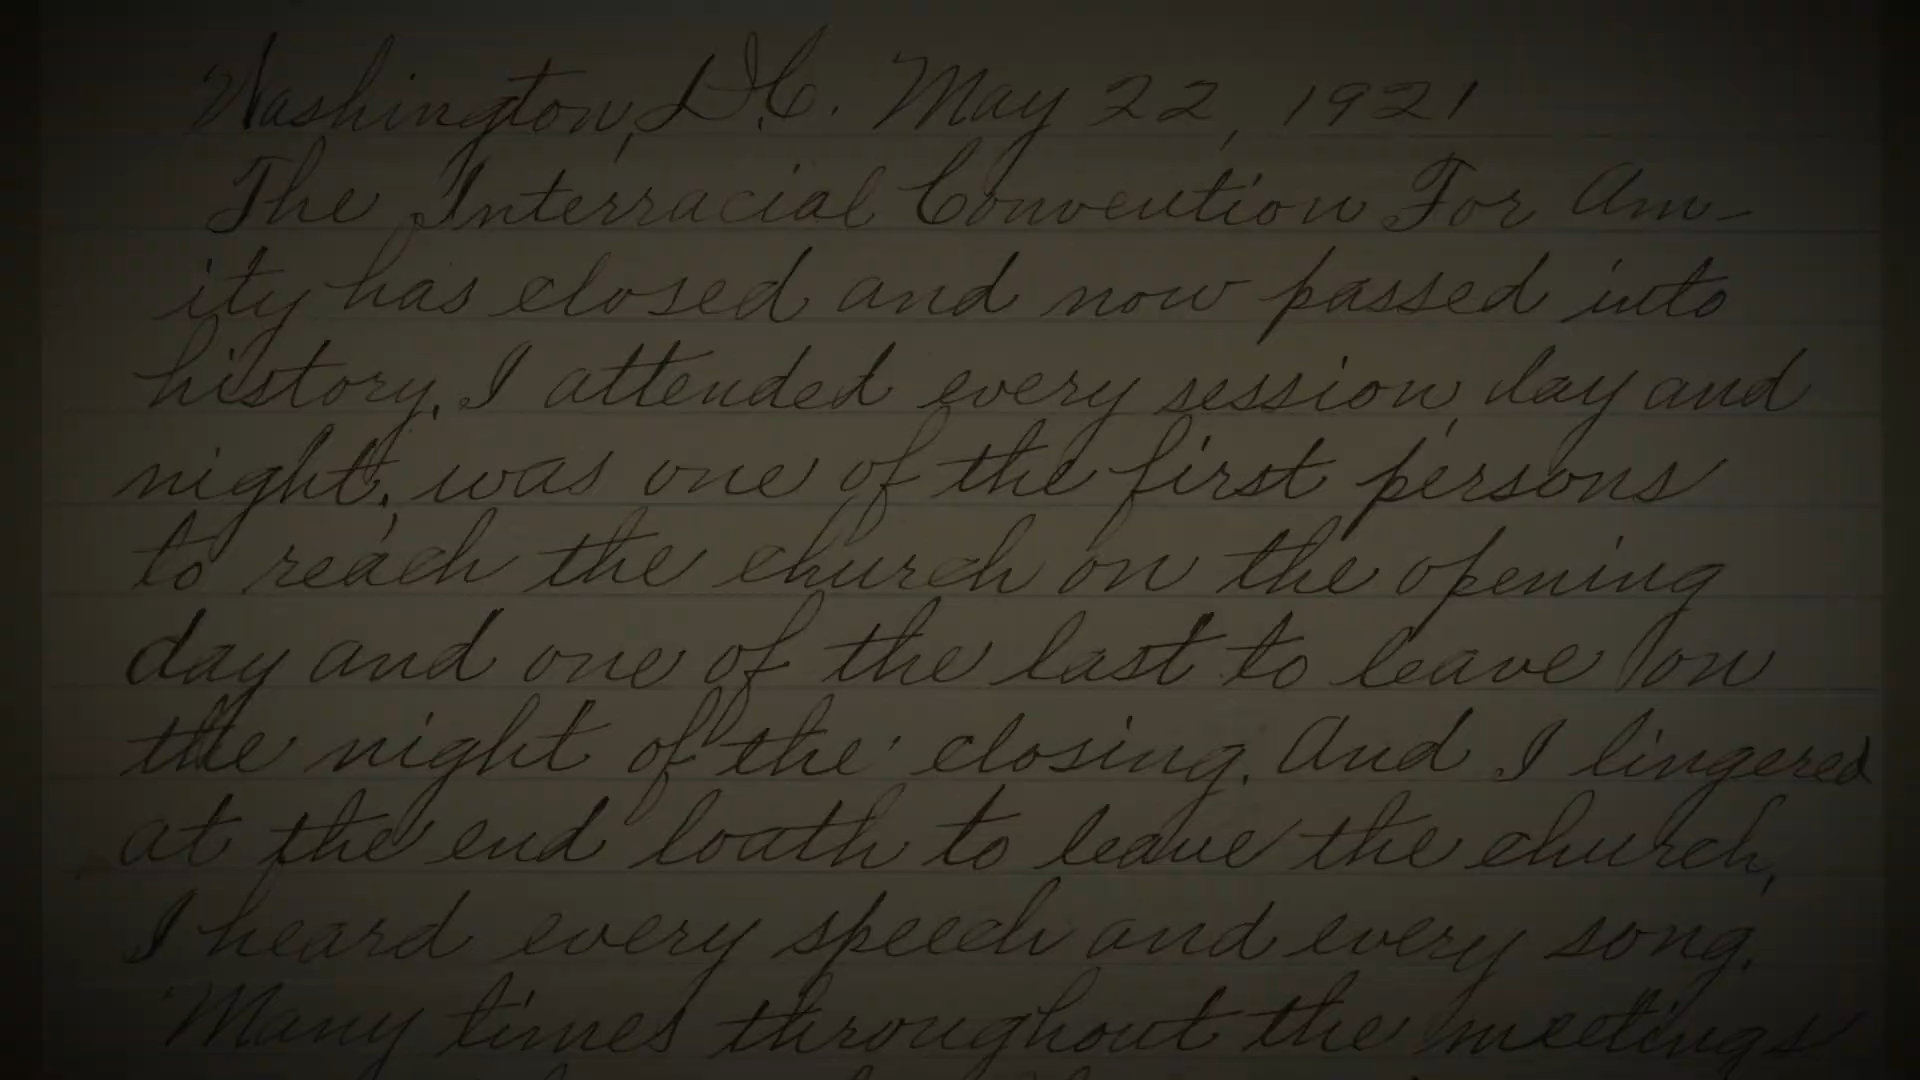 Washington, D.C. May 22, 1921
The Interracial Convention For Am-
ity has closed and now passed into
history. I attended every session, day and
night; was one of the first persons
to reach the church on the opening
day and one of the last to leave on
the night of the closing. And I lingered
at the end loath to leave the church,
I heard every speech and every song.
Many times throughout the meetings